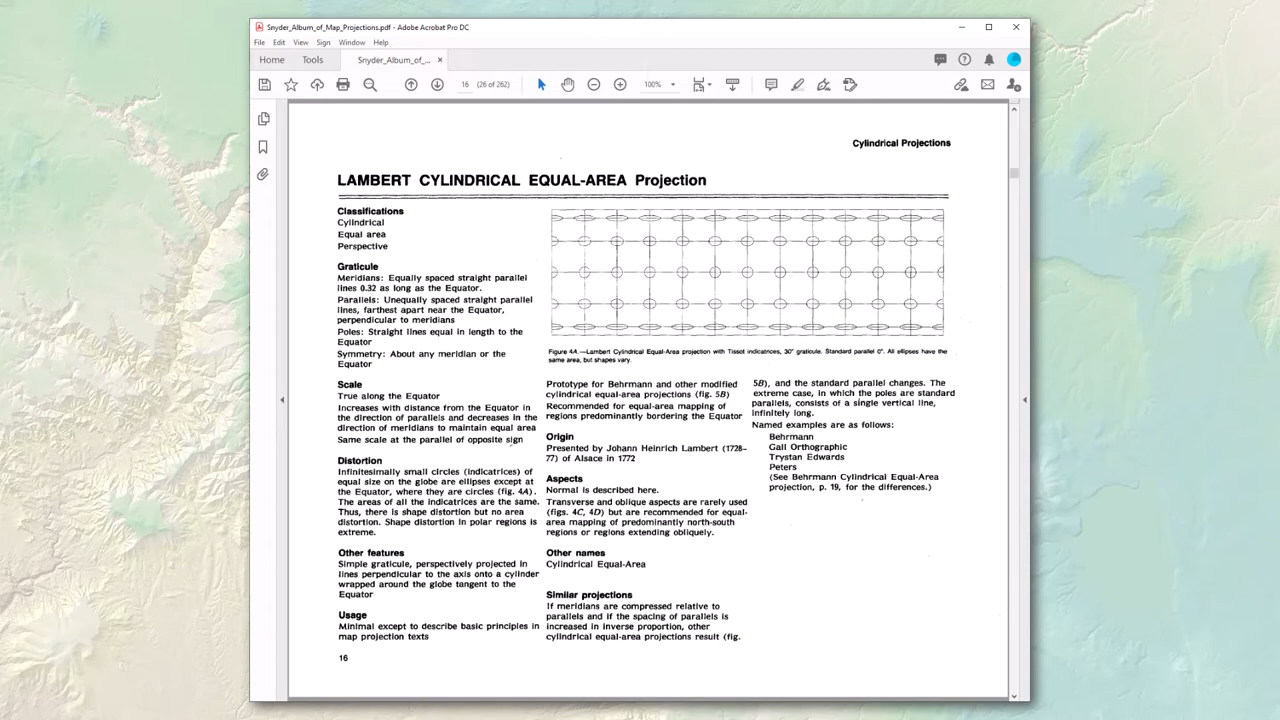 Snyder_Album_of_Map_Projections.pdf - Adobe Acrobat Pro DC
File Edit View Sign Window Help
Home Tools Snyder_Album_of_... ×
16 (26 of 262) 100%
Cylindrical Projections
LAMBERT CYLINDRICAL EQUAL-AREA Projection
Classifications
Cylindrical
Equal area
Perspective
Graticule
Meridians: Equally spaced straight parallel
lines 0.32 as long as the Equator.
Parallels: Unequally spaced straight parallel
lines, farthest apart near the Equator,
perpendicular to meridians
Poles: Straight lines equal in length to the
Equator
Symmetry: About any meridian or the
Equator
Scale
True along the Equator
Increases with distance from the Equator in
the direction of parallels and decreases in the
direction of meridians to maintain equal area
Same scale at the parallel of opposite sign
Distortion
Infinitesimally small circles (indicatrices) of
equal size on the globe are ellipses except at
the Equator, where they are circles (fig. 4A).
The areas of all the indicatrices are the same.
Thus, there is shape distortion but no area
distortion. Shape distortion in polar regions is
extreme.
Other features
Simple graticule, perspectively projected in
lines perpendicular to the axis onto a cylinder
wrapped around the globe tangent to the
Equator
Usage
Minimal except to describe basic principles in
map projection texts
16
Figure 4A.—Lambert Cylindrical Equal-Area projection with Tissot indicatrices, 30° graticule. Standard parallel 0°. All ellipses have the
same area, but shapes vary.
Prototype for Behrmann and other modified
cylindrical equal-area projections (fig. 5B)
Recommended for equal-area mapping of
regions predominantly bordering the Equator
Origin
Presented by Johann Heinrich Lambert (1728–
77) of Alsace in 1772
Aspects
Normal is described here.
Transverse and oblique aspects are rarely used
(figs. 4C, 4D) but are recommended for equal-
area mapping of predominantly north-south
regions or regions extending obliquely.
Other names
Cylindrical Equal-Area
Similar projections
If meridians are compressed relative to
parallels and if the spacing of parallels is
increased in inverse proportion, other
cylindrical equal-area projections result (fig.
5B), and the standard parallel changes. The
extreme case, in which the poles are standard
parallels, consists of a single vertical line,
infinitely long.
Named examples are as follows:
Behrmann
Gall Orthographic
Trystan Edwards
Peters
(See Behrmann Cylindrical Equal-Area
projection, p. 19, for the differences.)